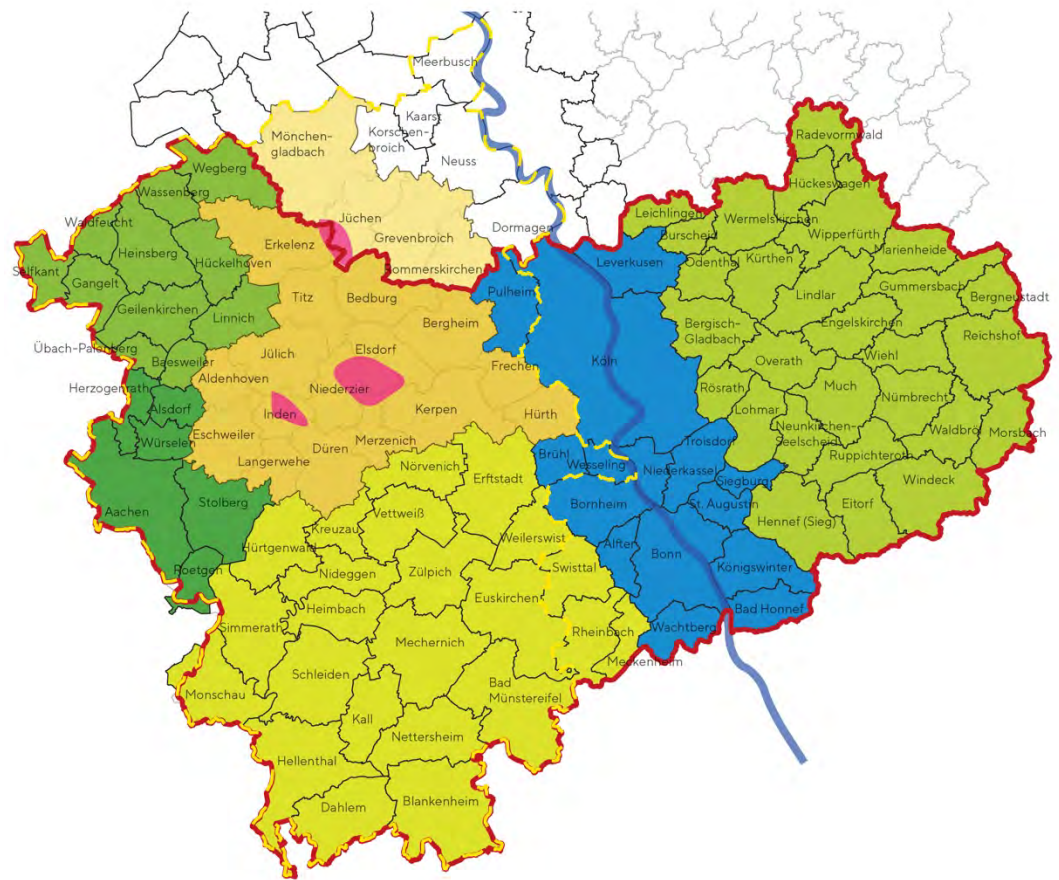 Meerbusch
Kaarst
Korschen-
broich
Neuss
Mönchen-
gladbach
Jüchen
Grevenbroich
Rommerskirchen
Dormagen
Wegberg
Wassenberg
Waldfeucht
Heinsberg
Selfkant
Gangelt
Hückelhoven
Geilenkirchen
Linnich
Übach-Palenberg
Baesweiler
Herzogenrath
Alsdorf
Würselen
Aachen
Stolberg
Roetgen
Erkelenz
Titz
Bedburg
Bergheim
Jülich
Elsdorf
Aldenhoven
Niederzier
Inden
Kerpen
Frechen
Hürth
Eschweiler
Düren
Merzenich
Langerwehe
Nörvenich
Erftstadt
Kreuzau
Vettweiß
Hürtgenwald
Weilerswist
Nideggen
Zülpich
Swisttal
Heimbach
Euskirchen
Simmerath
Mechernich
Rheinbach
Meckenheim
Schleiden
Monschau
Bad
Münstereifel
Kall
Nettersheim
Hellenthal
Dahlem
Blankenheim
Pulheim
Leverkusen
Köln
Brühl
Wesseling
Niederkassel
Troisdorf
Siegburg
St. Augustin
Bornheim
Alfter
Bonn
Königswinter
Bad Honnef
Wachtberg
Radevormwald
Hückeswagen
Leichlingen
Wermelskirchen
Burscheid
Wipperfürth
Odenthal
Kürthen
Marienheide
Lindlar
Gummersbach
Bergneustadt
Bergisch-
Gladbach
Engelskirchen
Reichshof
Overath
Wiehl
Rösrath
Much
Nümbrecht
Lohmar
Neunkirchen-
Seelscheid
Waldbröl
Morsbach
Ruppichteroth
Windeck
Eitorf
Hennef (Sieg)